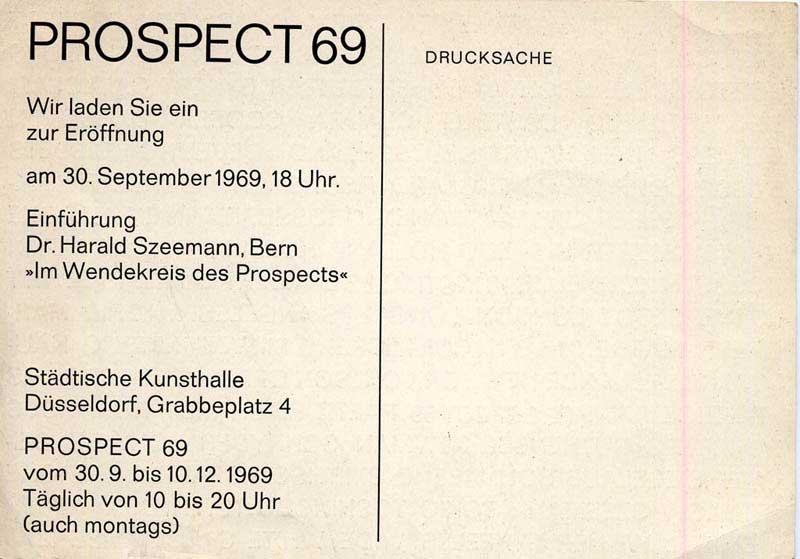 PROSPECT 69
Wir laden Sie ein
zur Eröffnung
am 30. September 1969, 18 Uhr.
Einführung
Dr. Harald Szeemann, Bern
»Im Wendekreis des Prospects«
Städtische Kunsthalle
Düsseldorf, Grabbeplatz 4
PROSPECT 69
vom 30. 9. bis 10. 12. 1969
Täglich von 10 bis 20 Uhr
(auch montags)
DRUCKSACHE